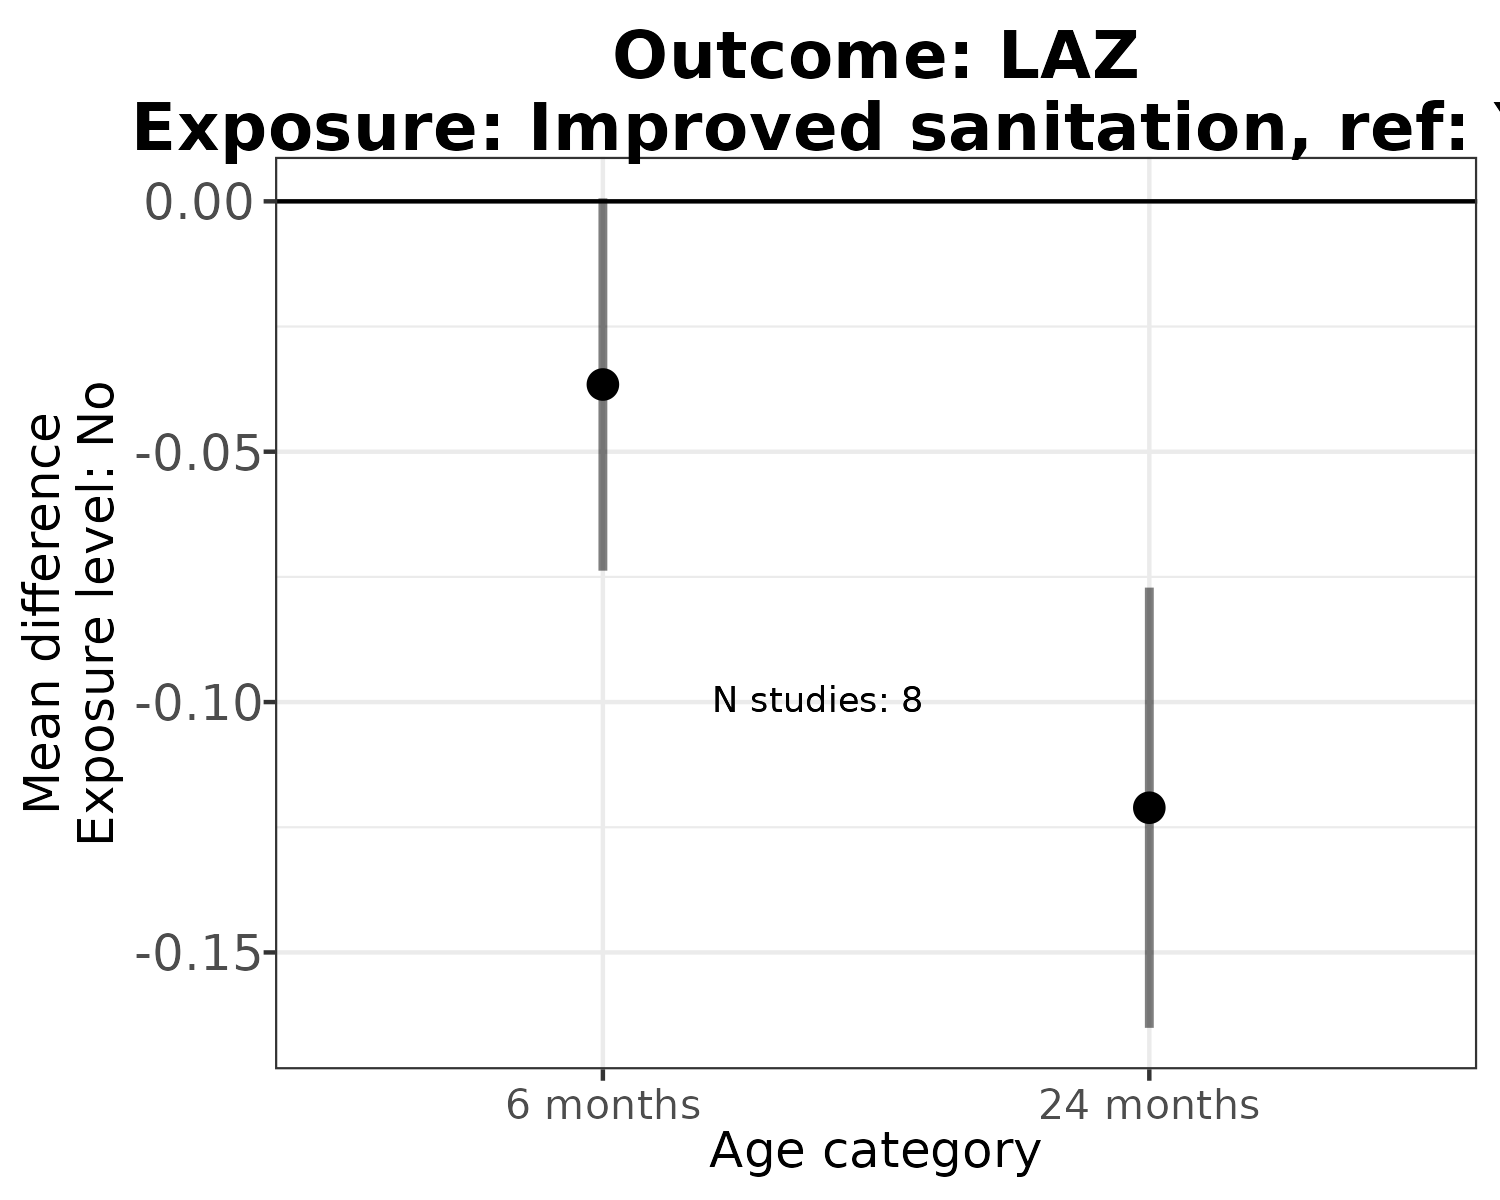 Outcome: LAZ
Exposure: Improved sanitation, ref:
0.00
-0.05
-0.10
-0.15
Mean difference
Exposure level: No
N studies: 8
6 months
24 months
Age category